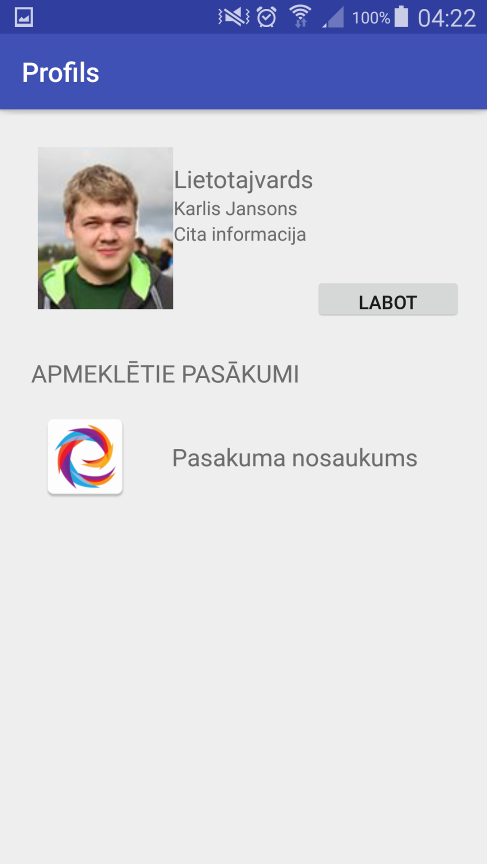 100% 04:22
Profils
Lietotajvards
Karlis Jansons
Cita informacija
LABOT
APMEKLĒTIE PASĀKUMI
Pasakuma nosaukums